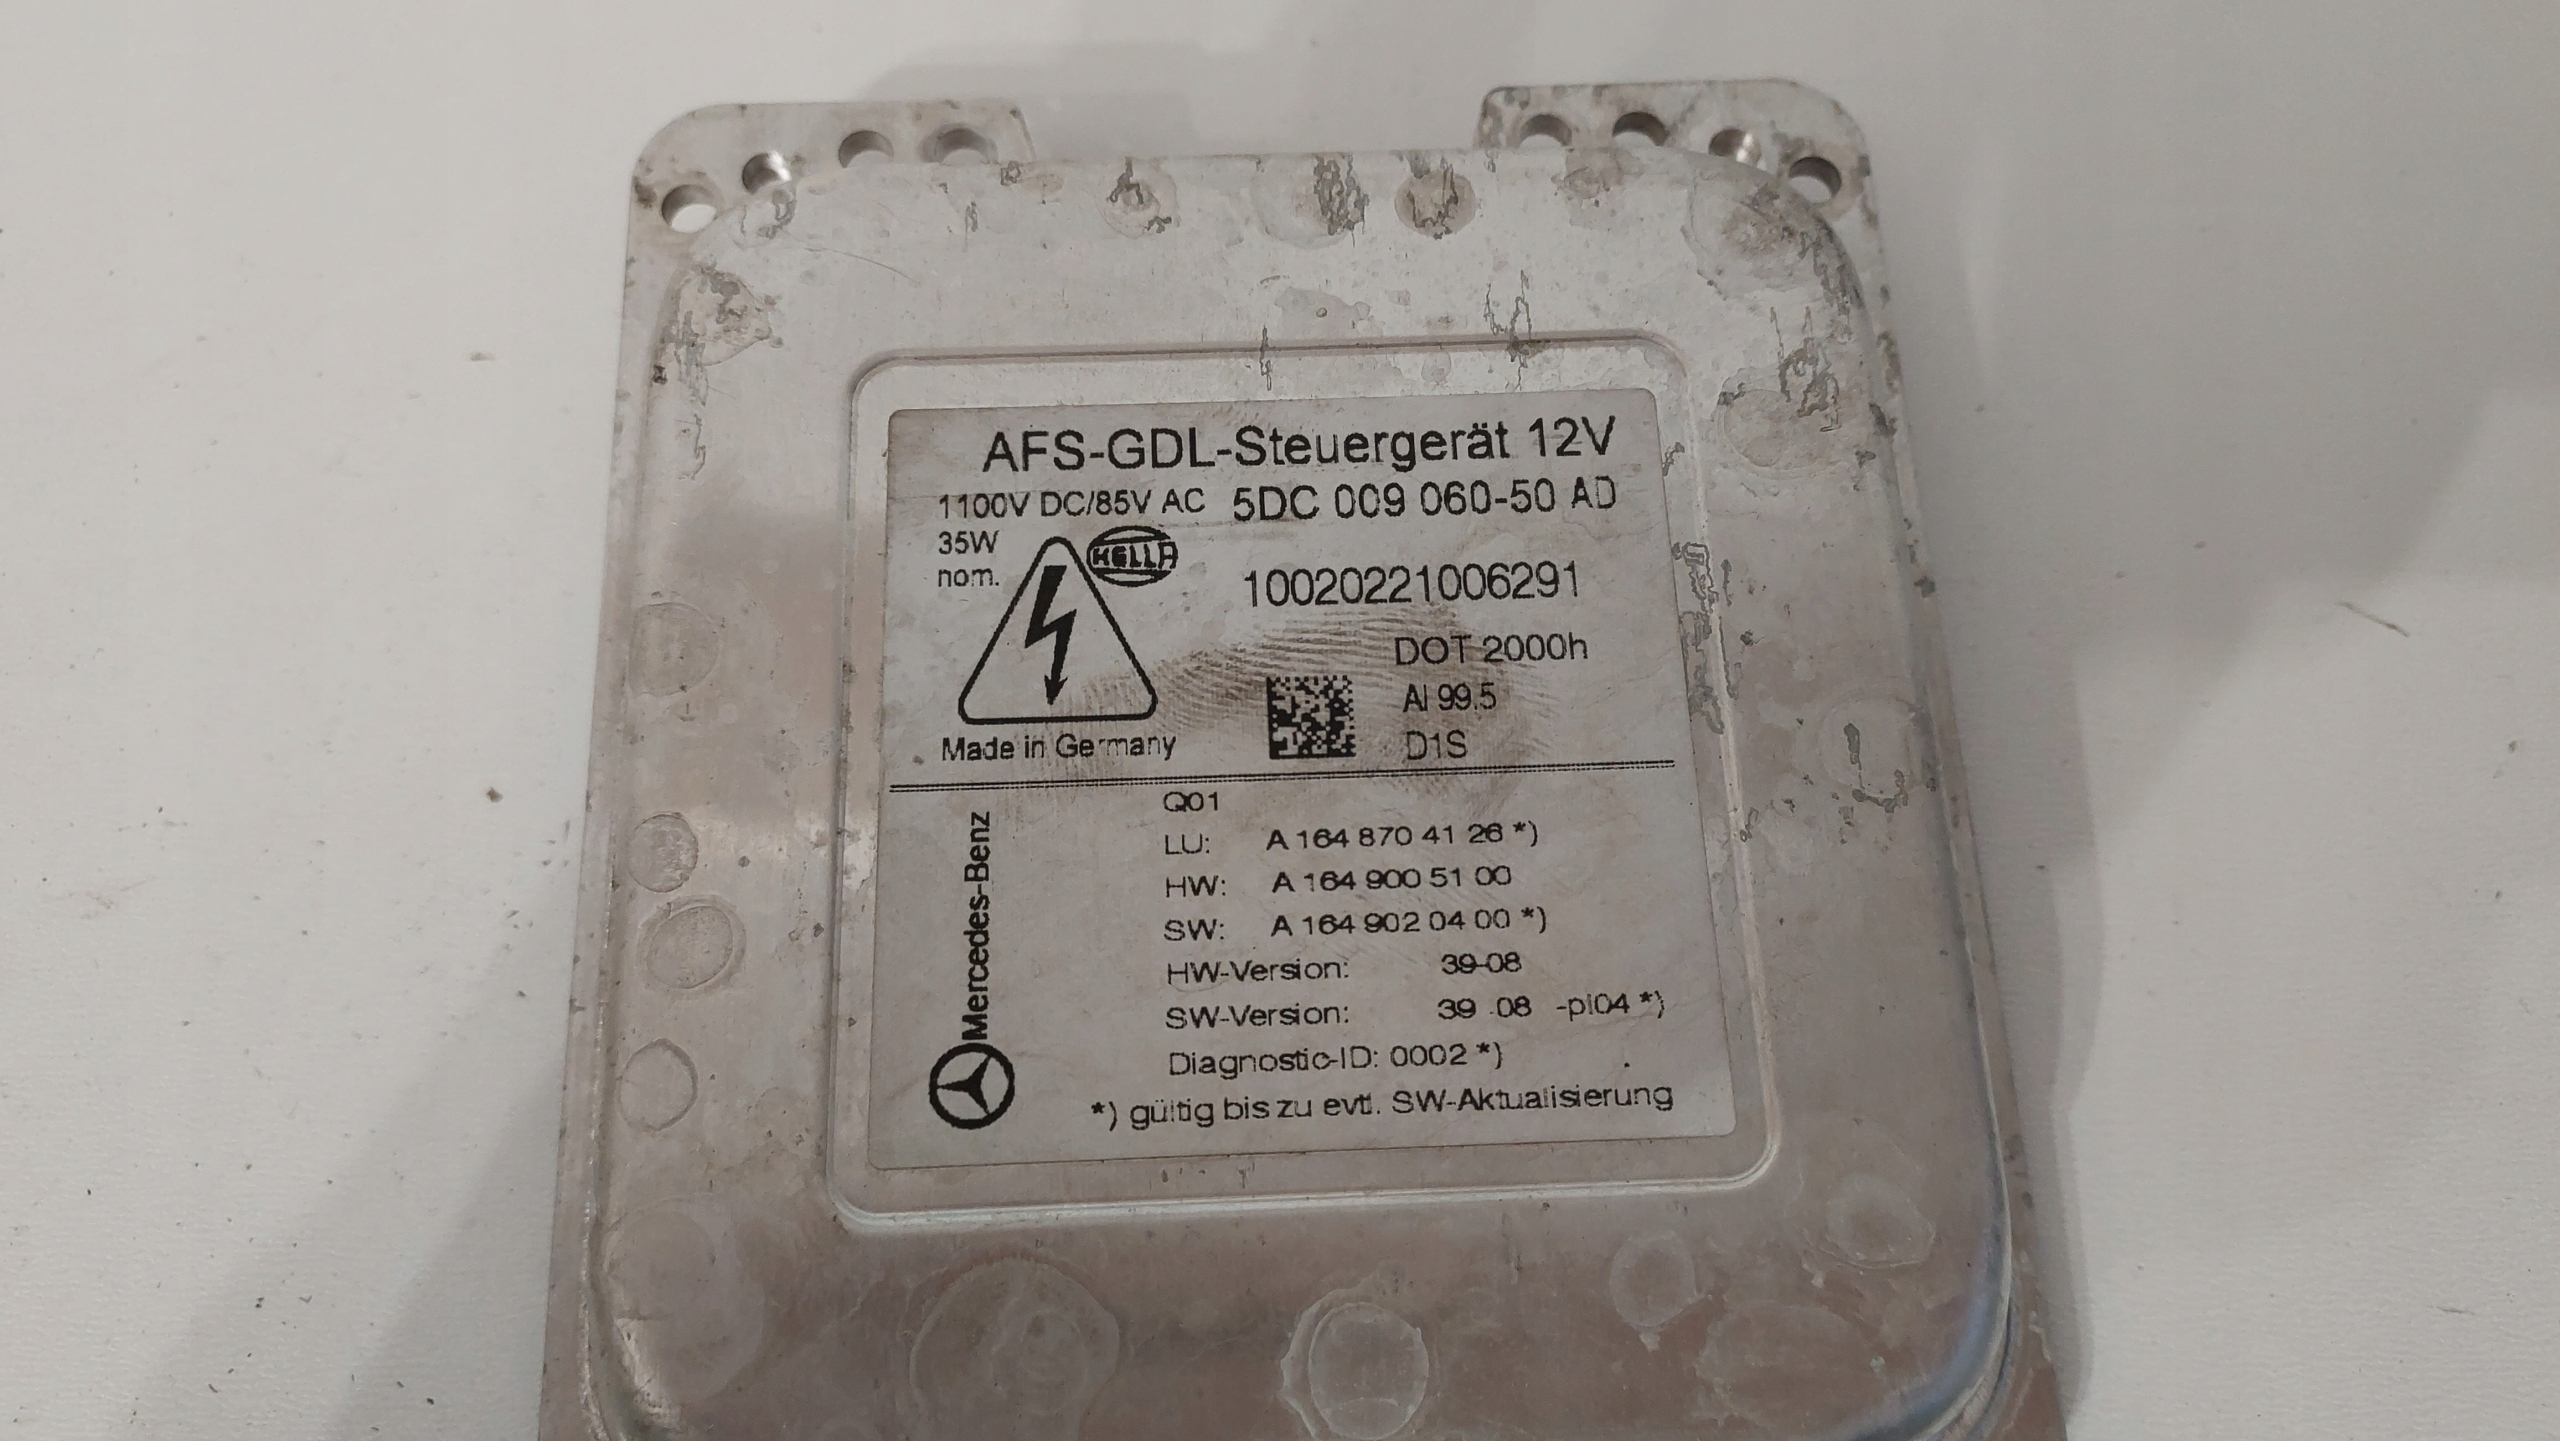 AFS-GDL-Steuergerät 12V
1100V DC/85V AC 5DC 009 060-50 AD
35W
nom.
HELLA
10020221006291
DOT 2000h
Al 99.5
D1S
Made in Germany
Mercedes-Benz
Q01
LU: A 164 870 41 26 *)
HW: A 164 900 51 00
SW: A 164 902 04 00 *)
HW-Version: 39-08
SW-Version: 39 08 -pl04 *)
Diagnostic-ID: 0002 *)
*) gültig bis zu evtl. SW-Aktualisierung